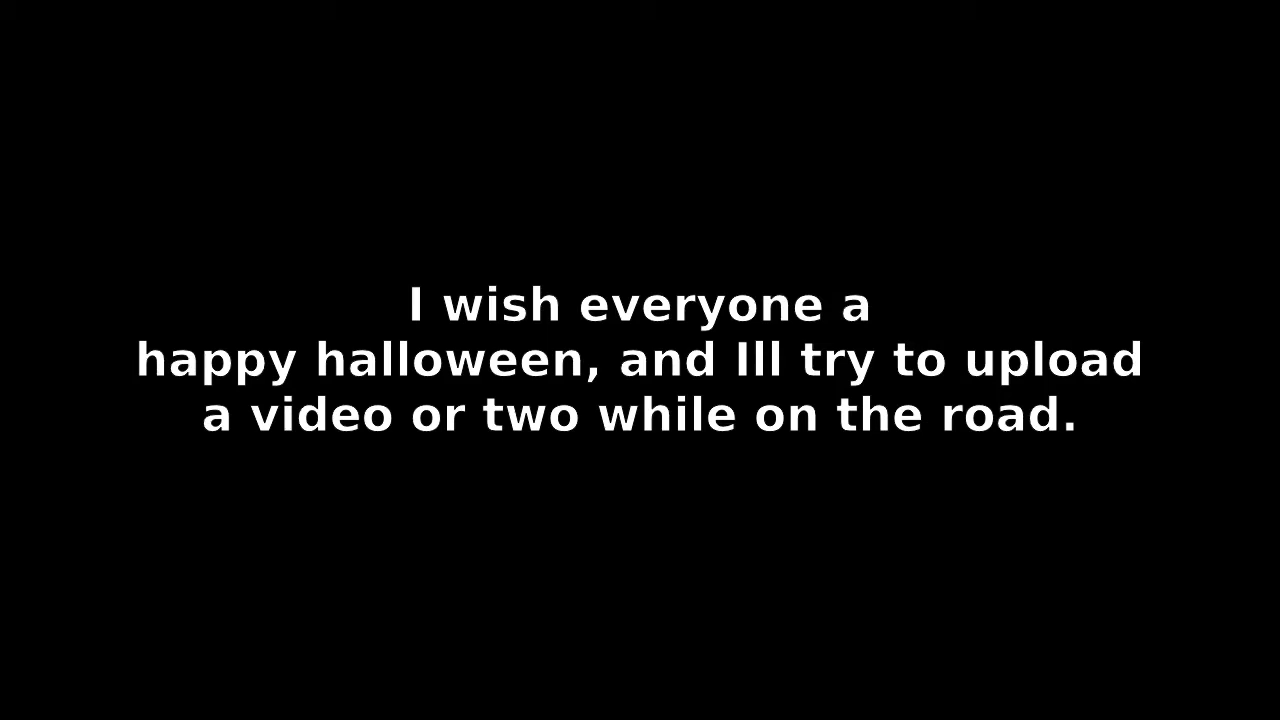 I wish everyone a
happy halloween, and Ill try to upload
a video or two while on the road.